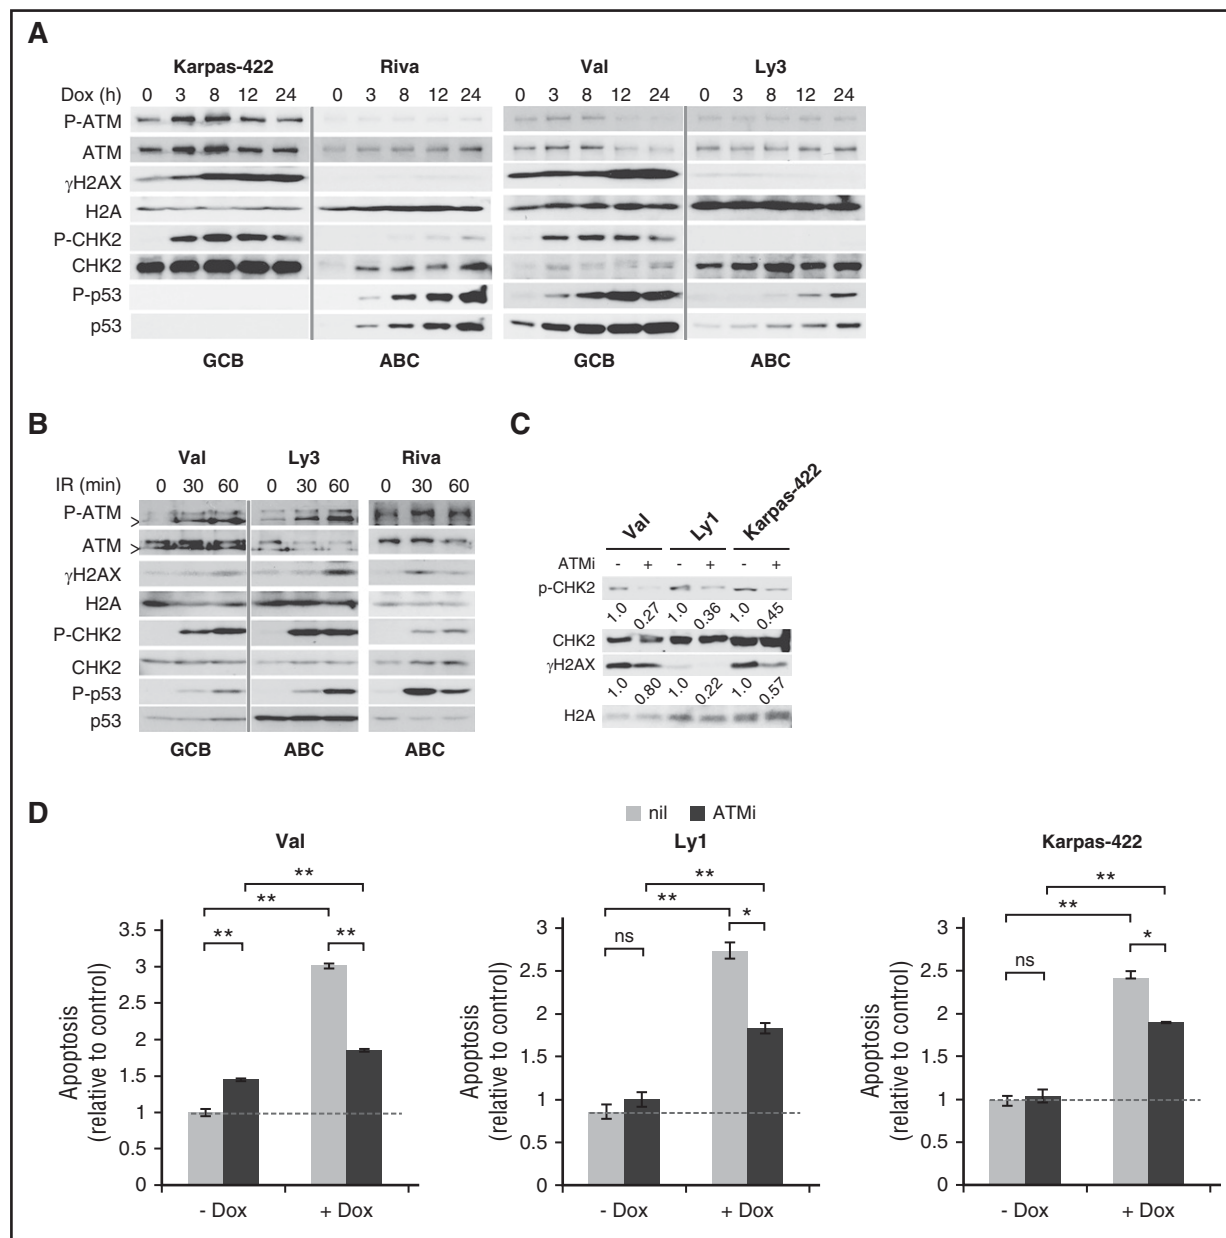 A
Karpas-422 Riva Val Ly3
Dox (h) 0 3 8 12 24 0 3 8 12 24 0 3 8 12 24 0 3 8 12 24
P-ATM
ATM
γH2AX
H2A
P-CHK2
CHK2
P-p53
p53
GCB ABC GCB ABC
B
Val Ly3 Riva
IR (min) 0 30 60 0 30 60 0 30 60
P-ATM
>
ATM
>
γH2AX
H2A
P-CHK2
CHK2
P-p53
p53
GCB ABC ABC
C
Val Ly1 Karpas-422
ATMi - + - + - +
p-CHK2
1.0 0.27 1.0 0.36 1.0 0.45
CHK2
γH2AX
1.0 0.80 1.0 0.22 1.0 0.57
H2A
D
nil ATMi
Val
Apoptosis
(relative to control)
3.5
3
2.5
2
1.5
1
0.5
0
**
**
**
**
- Dox + Dox
Ly1
Apoptosis
(relative to control)
3
2.5
2
1.5
1
0.5
0
**
**
*
ns
- Dox + Dox
Karpas-422
Apoptosis
(relative to control)
3
2.5
2
1.5
1
0.5
0
**
**
*
ns
- Dox + Dox